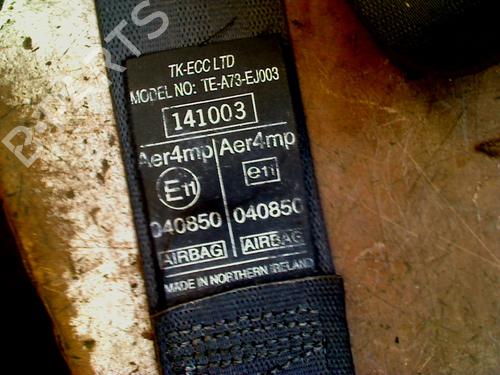 TK-ECC LTD
MODEL NO: TE-A73-EJ003
141003
Aer4mp Aer4mp
E11 e11
040850 040850
AIRBAG AIRBAG
MADE IN NORTHERN IRELAND
B-PARTS